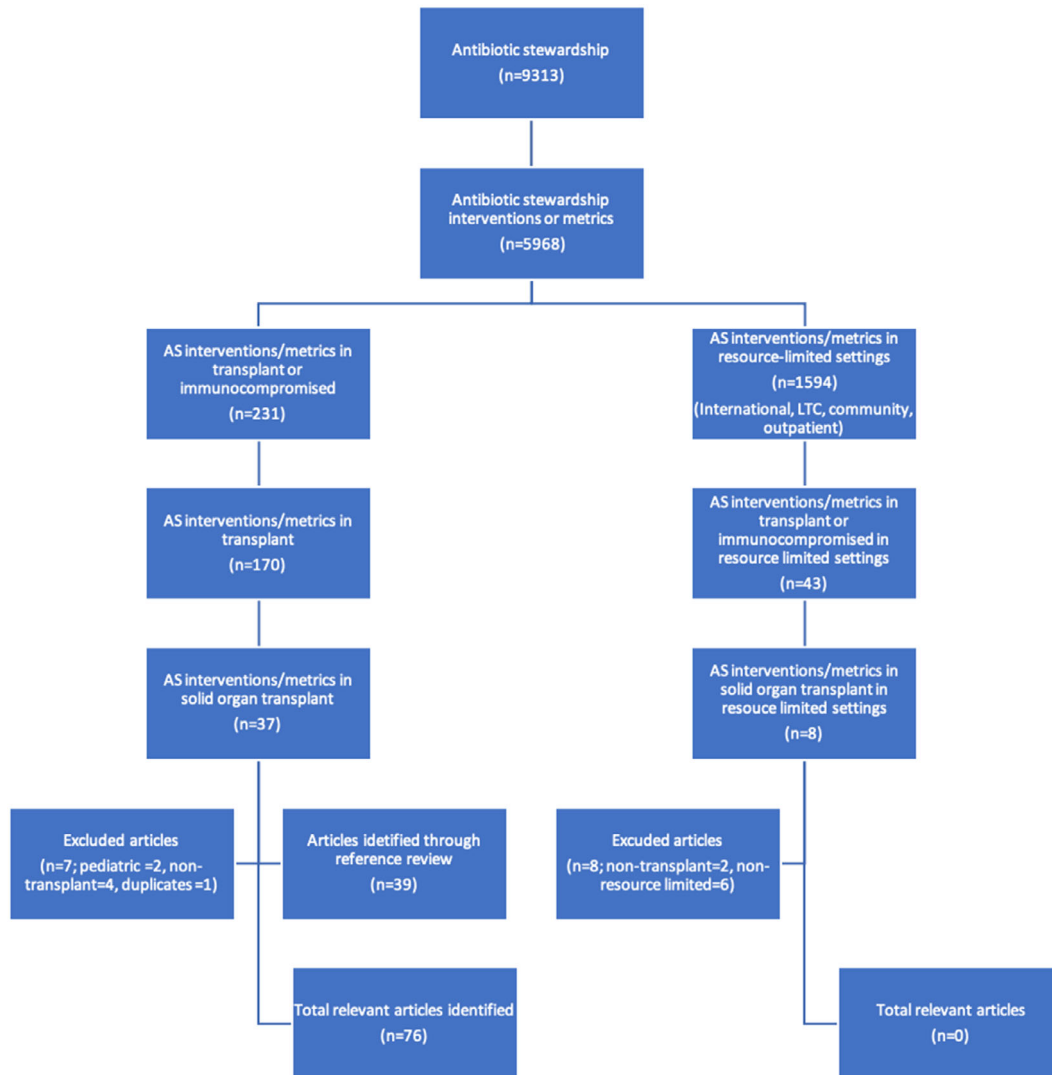 Antibiotic stewardship
(n=9313)
Antibiotic stewardship
interventions or metrics
(n=5968)
AS interventions/metrics in
transplant or
immunocompromised
(n=231)
AS interventions/metrics in
resource-limited settings
(n=1594)
(International, LTC, community,
outpatient)
AS interventions/metrics in
transplant
(n=170)
AS interventions/metrics in
transplant or
immunocompromised in
resource limited settings
(n=43)
AS interventions/metrics in
solid organ transplant
(n=37)
AS interventions/metrics in
solid organ transplant in
resouce limited settings
(n=8)
Excluded articles
(n=7; pediatric =2, non-
transplant=4, duplicates =1)
Articles idetified through
reference review
(n=39)
Excuded articles
(n=8; non-transplant=2, non-
resource limited=6)
Total relevant articles identified
(n=76)
Total relevant articles
(n=0)